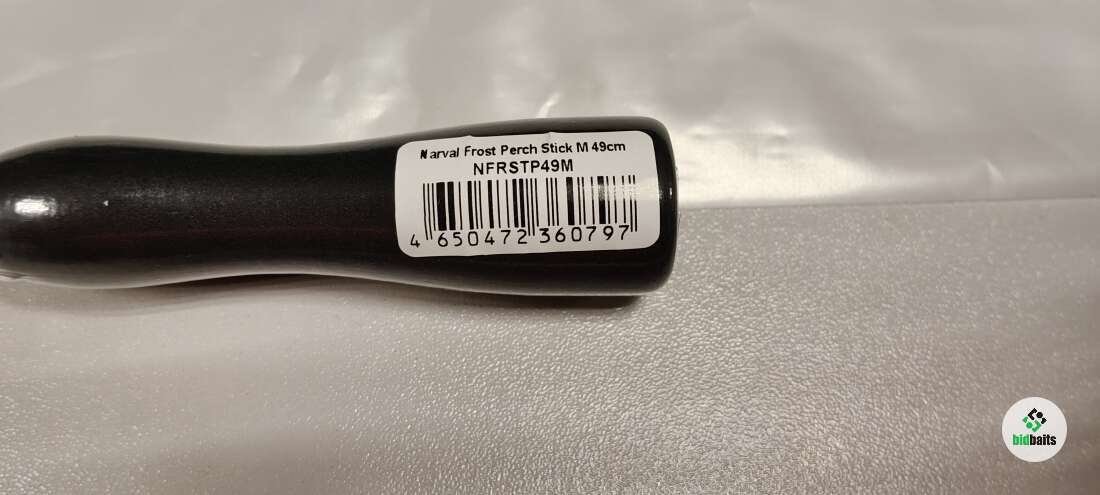 Narval Frost Perch Stick M 49cm
NFRSTP49M
4 650472 360797
bidbaits